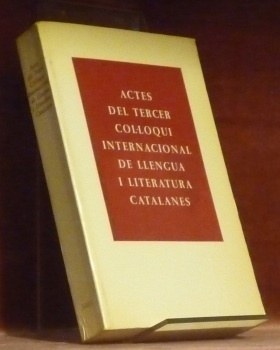 ACTES
DEL TERCER
COL·LOQUI
INTERNACIONAL
DE LLENGUA
I LITERATURA
CATALANES